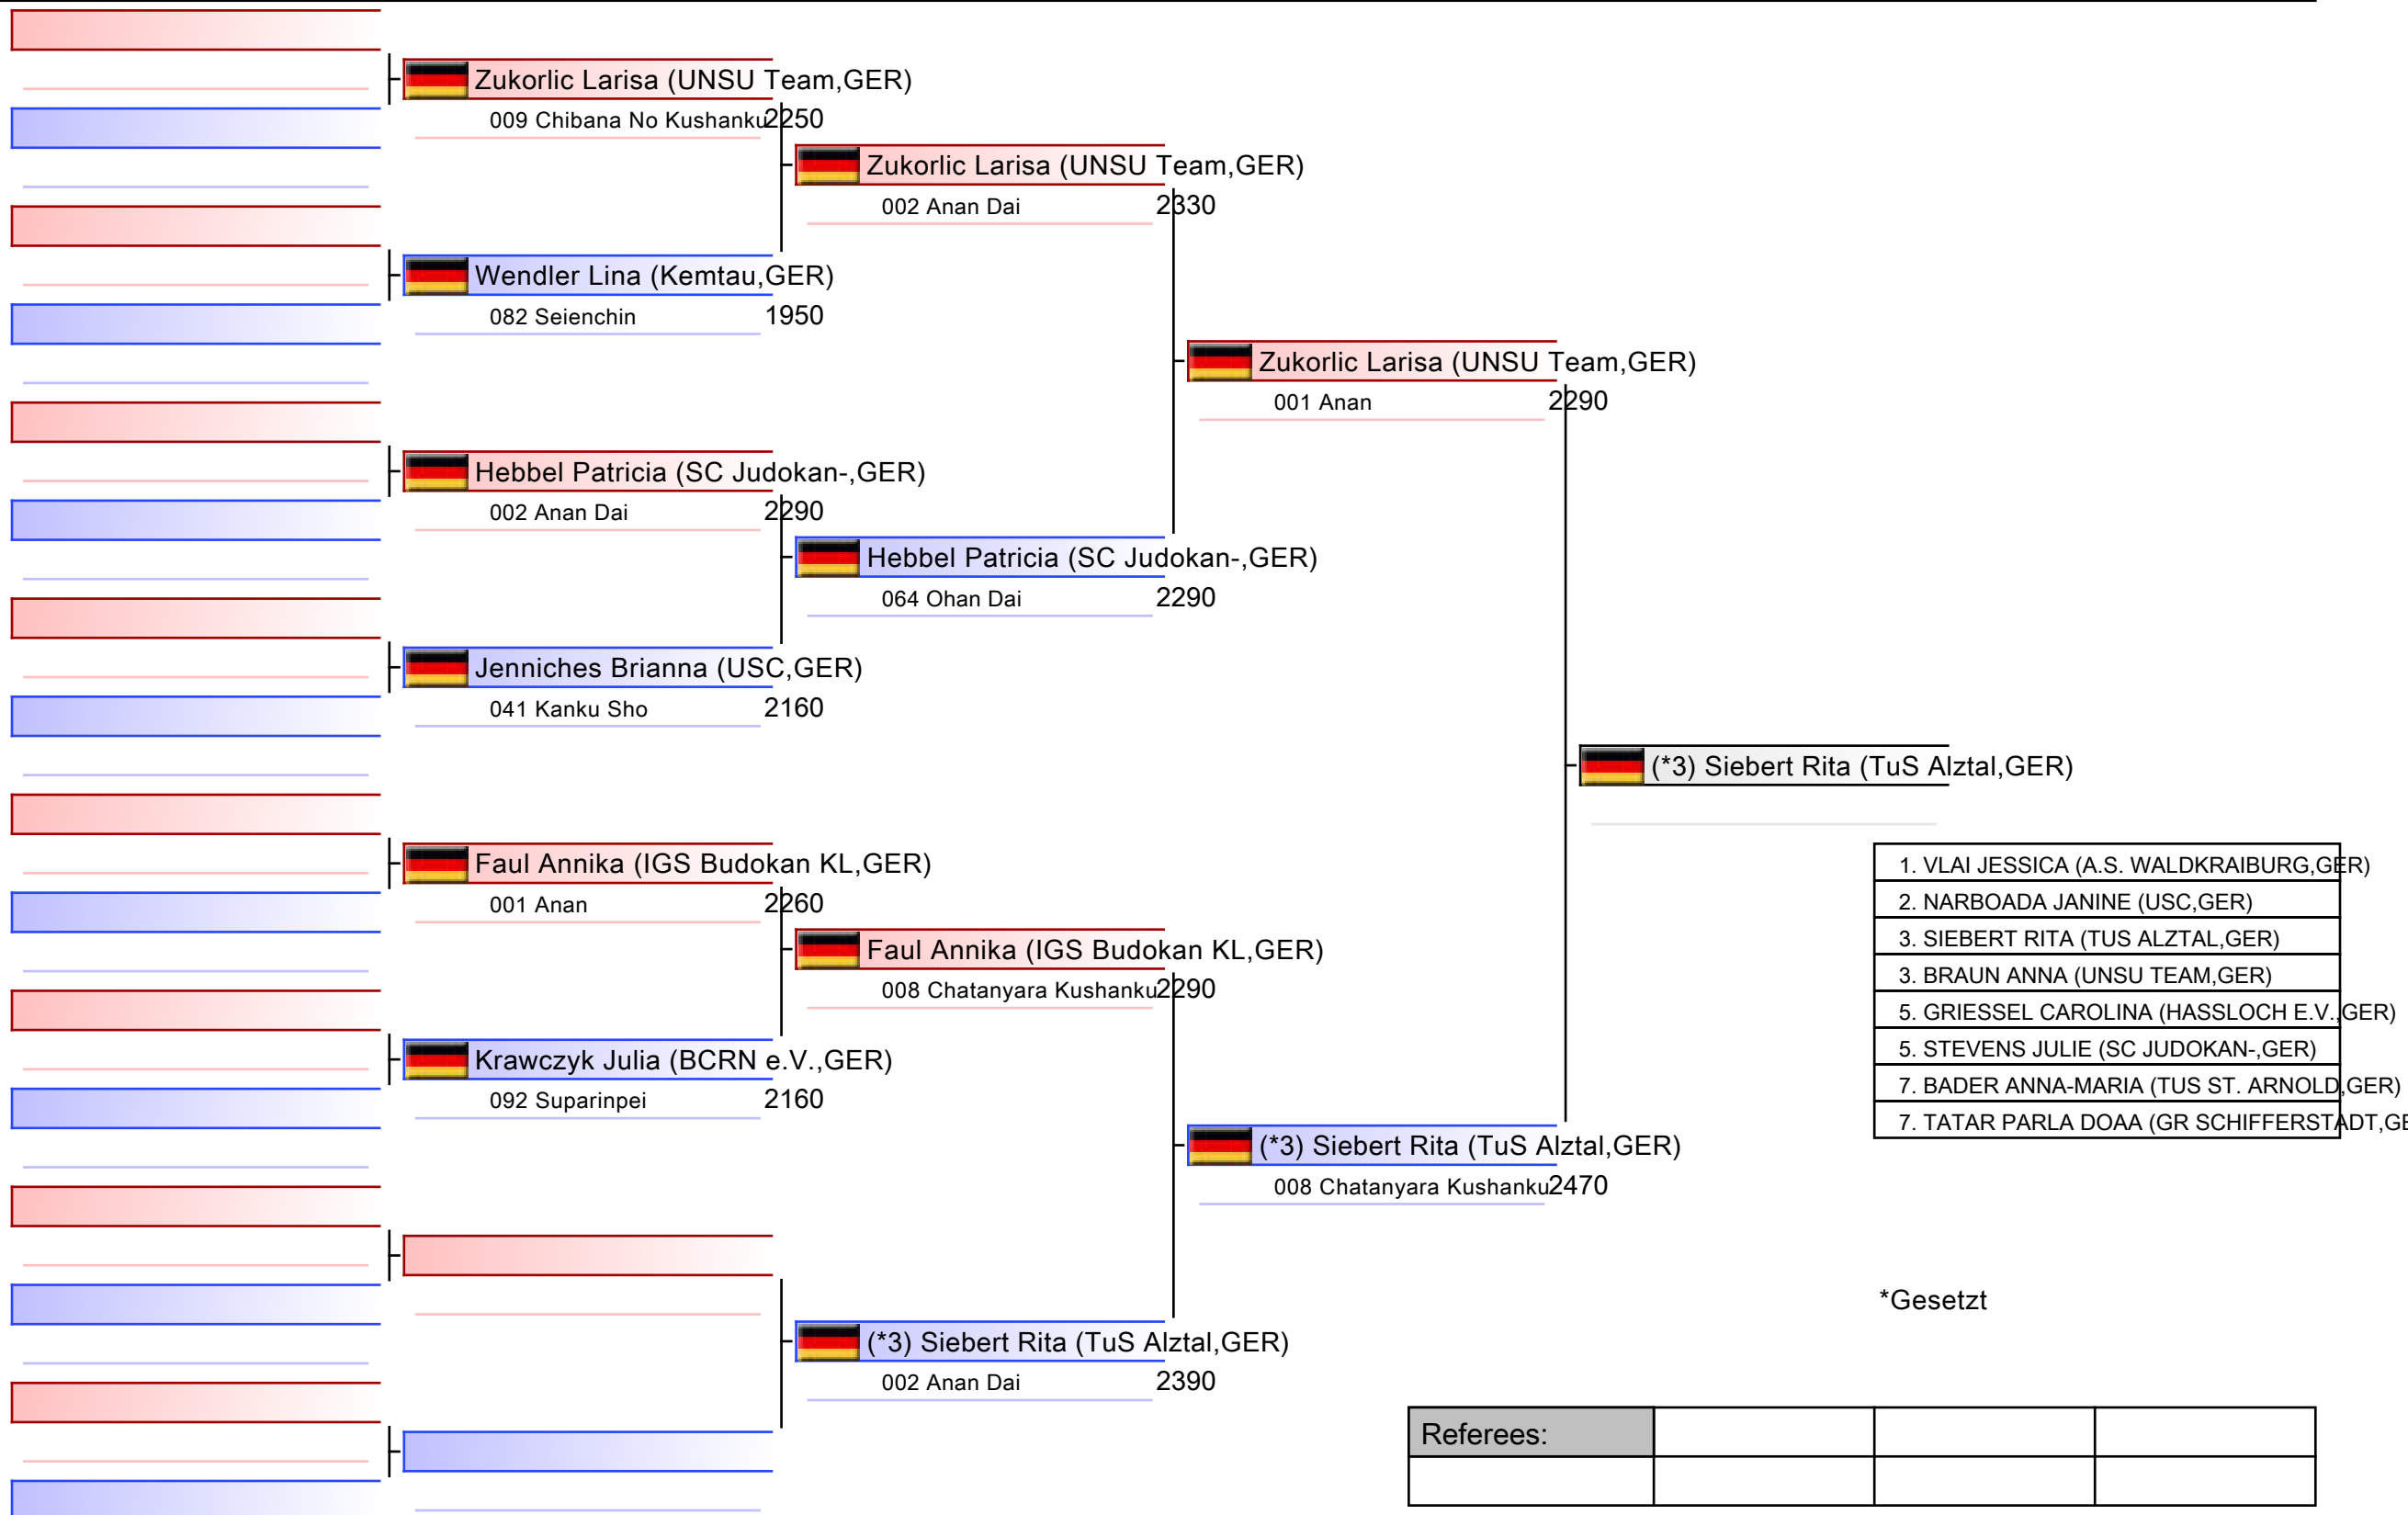 Zukorlic Larisa (UNSU Team,GER)
009 Chibana No Kushanku 2250
Wendler Lina (Kemtau,GER)
082 Seienchin 1950
Hebbel Patricia (SC Judokan-,GER)
002 Anan Dai 2290
Jenniches Brianna (USC,GER)
041 Kanku Sho 2160
Faul Annika (IGS Budokan KL,GER)
001 Anan 2260
Krawczyk Julia (BCRN e.V.,GER)
092 Suparinpei 2160
Zukorlic Larisa (UNSU Team,GER)
002 Anan Dai 2330
Hebbel Patricia (SC Judokan-,GER)
064 Ohan Dai 2290
Faul Annika (IGS Budokan KL,GER)
008 Chatanyara Kushanku 2290
(*3) Siebert Rita (TuS Alztal,GER)
002 Anan Dai 2390
Zukorlic Larisa (UNSU Team,GER)
001 Anan 2290
(*3) Siebert Rita (TuS Alztal,GER)
008 Chatanyara Kushanku 2470
(*3) Siebert Rita (TuS Alztal,GER)
1. VLAI JESSICA (A.S. WALDKRAIBURG,GER)
2. NARBOADA JANINE (USC,GER)
3. SIEBERT RITA (TUS ALZTAL,GER)
3. BRAUN ANNA (UNSU TEAM,GER)
5. GRIESSEL CAROLINA (HASSLOCH E.V.,GER)
5. STEVENS JULIE (SC JUDOKAN-,GER)
7. BADER ANNA-MARIA (TUS ST. ARNOLD,GER)
7. TATAR PARLA DOAA (GR SCHIFFERSTADT,GE
*Gesetzt
Referees: